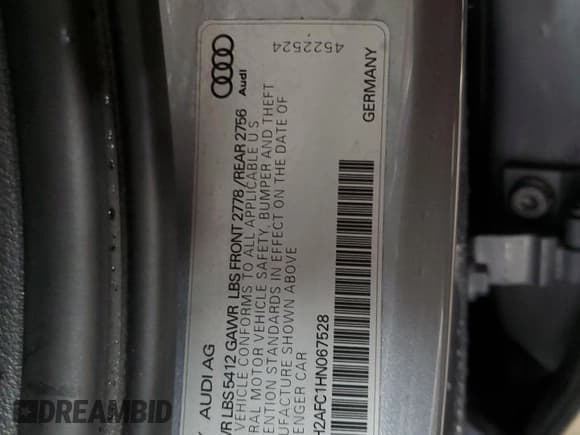 AUDI AG
WR LBS 5412 GAWR LBS FRONT 2778 /REAR 2756
VEHICLE CONFORMS TO ALL APPLICABLE U S
RAL MOTOR VEHICLE SAFETY, BUMPER AND THEFT
ENTION STANDARDS IN EFFECT ON THE DATE OF
UFACTURE SHOWN ABOVE
ENGER CAR
H2AFC1HN067528
4522524
Audi
GERMANY
DREAMBID